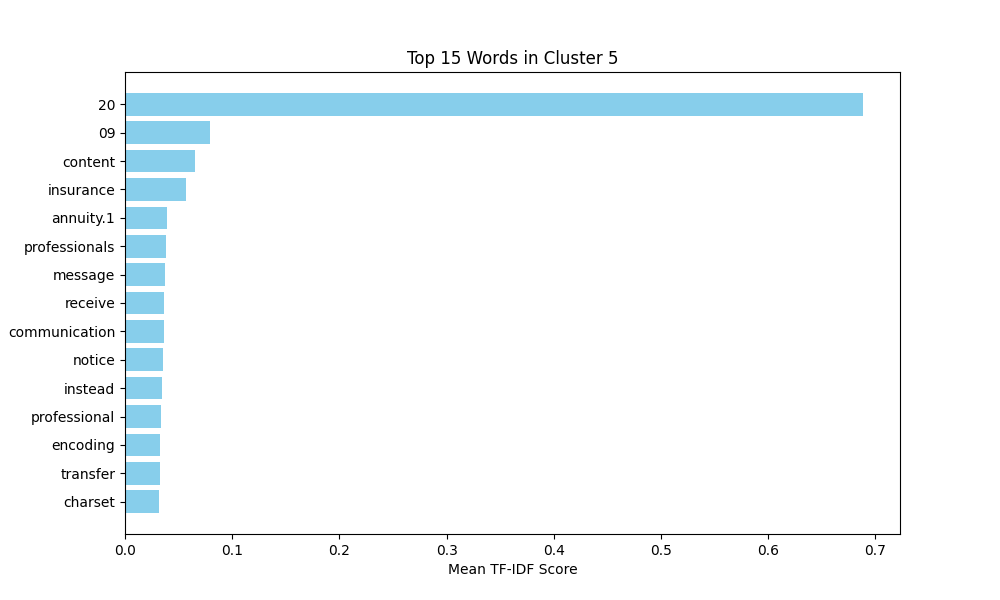 Top 15 Words in Cluster 5
20
09
content
insurance
annuity.1
professionals
message
receive
communication
notice
instead
professional
encoding
transfer
charset
0.0 0.1 0.2 0.3 0.4 0.5 0.6 0.7
Mean TF-IDF Score